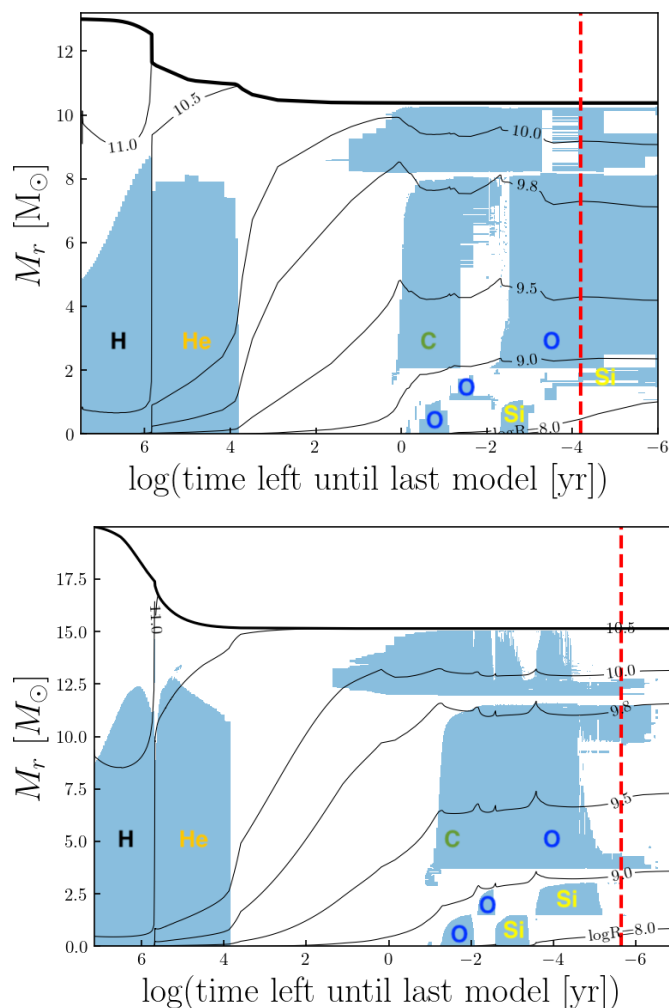 12
10
8
6
4
2
0
M_r [M_⊙]
11.0
10.5
10.0
9.8
9.5
9.0
logR=8.0
H
He
C
O
O
O
Si
Si
6
4
2
0
−2
−4
−6
log(time left until last model [yr])
17.5
15.0
12.5
10.0
7.5
5.0
2.5
0.0
M_r [M_⊙]
11.0
10.5
10.0
9.8
9.5
9.0
logR=8.0
H
He
C
O
O
O
Si
Si
6
4
2
0
−2
−4
−6
log(time left until last model [yr])